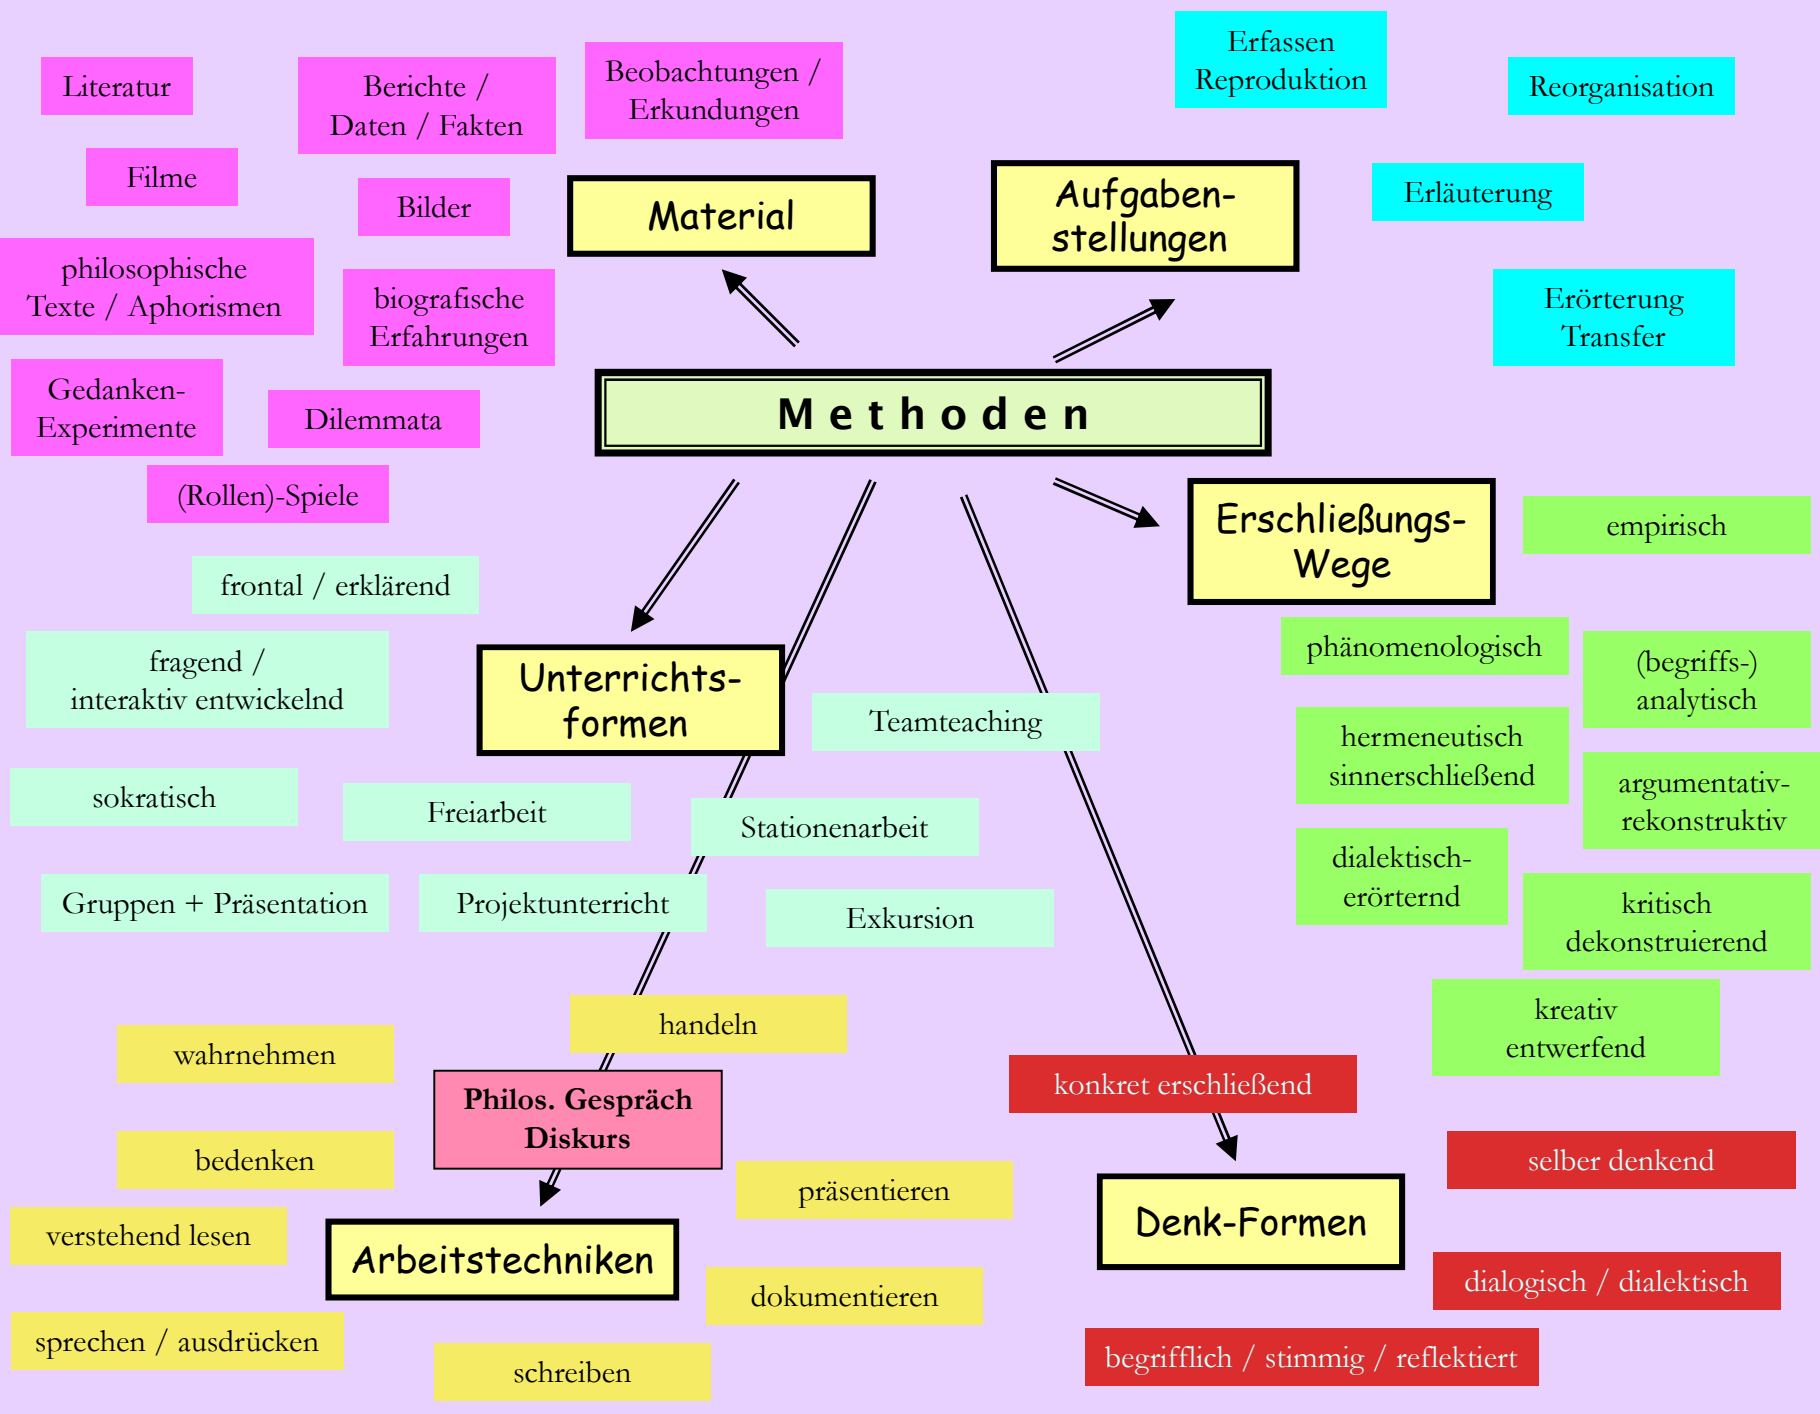 Literatur
Berichte /
Daten / Fakten
Beobachtungen /
Erkundungen
Filme
Bilder
philosophische
Texte / Aphorismen
biografische
Erfahrungen
Gedanken-
Experimente
Dilemmata
(Rollen)-Spiele
Material
Aufgaben-
stellungen
Erfassen
Reproduktion
Reorganisation
Erläuterung
Erörterung
Transfer
Methoden
Erschließungs-
Wege
empirisch
phänomenologisch
(begriffs-)
analytisch
hermeneutisch
sinnerschließend
argumentativ-
rekonstruktiv
dialektisch-
erörternd
kritisch
dekonstruierend
kreativ
entwerfend
frontal / erklärend
fragend /
interaktiv entwickelnd
Unterrichts-
formen
Teamteaching
sokratisch
Freiarbeit
Stationenarbeit
Gruppen + Präsentation
Projektunterricht
Exkursion
handeln
wahrnehmen
Philos. Gespräch
Diskurs
bedenken
präsentieren
verstehend lesen
Arbeitstechniken
dokumentieren
sprechen / ausdrücken
schreiben
konkret erschließend
selber denkend
Denk-Formen
dialogisch / dialektisch
begrifflich / stimmig / reflektiert